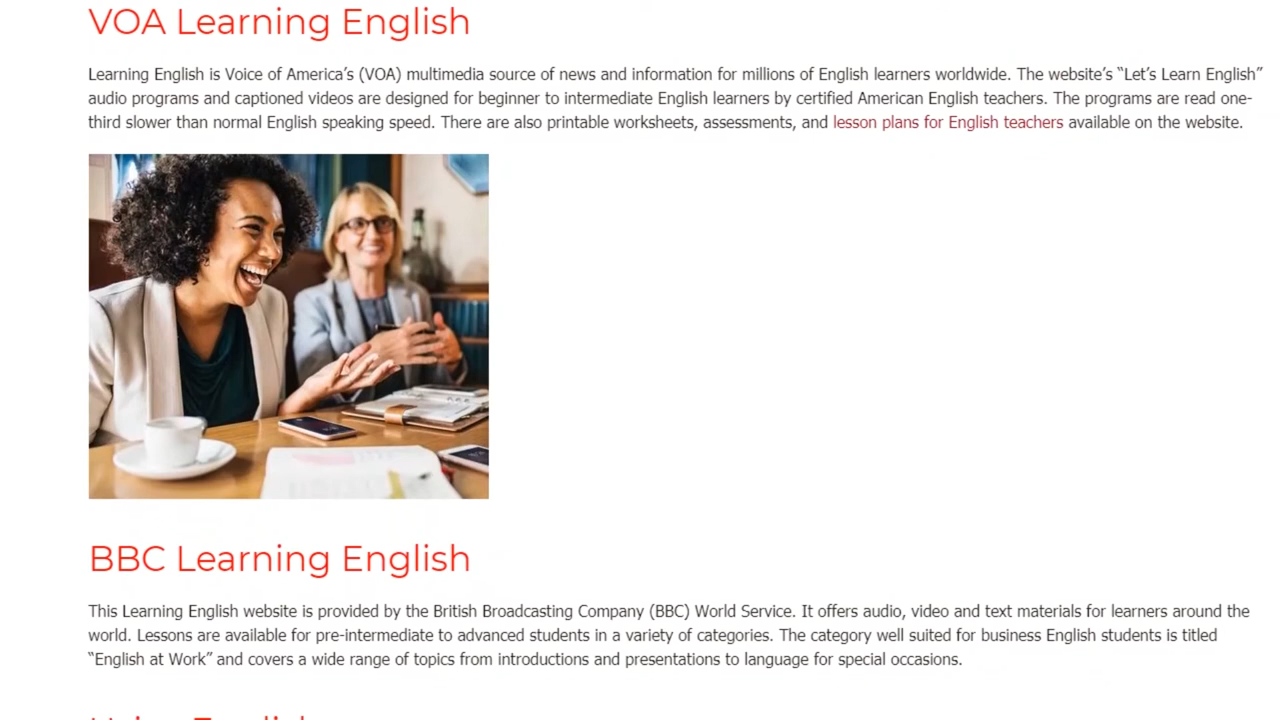 VOA Learning English
Learning English is Voice of America’s (VOA) multimedia source of news and information for millions of English learners worldwide. The website’s “Let’s Learn English”
audio programs and captioned videos are designed for beginner to intermediate English learners by certified American English teachers. The programs are read one-
third slower than normal English speaking speed. There are also printable worksheets, assessments, and lesson plans for English teachers available on the website.
BBC Learning English
This Learning English website is provided by the British Broadcasting Company (BBC) World Service. It offers audio, video and text materials for learners around the
world. Lessons are available for pre-intermediate to advanced students in a variety of categories. The category well suited for business English students is titled
“English at Work” and covers a wide range of topics from introductions and presentations to language for special occasions.